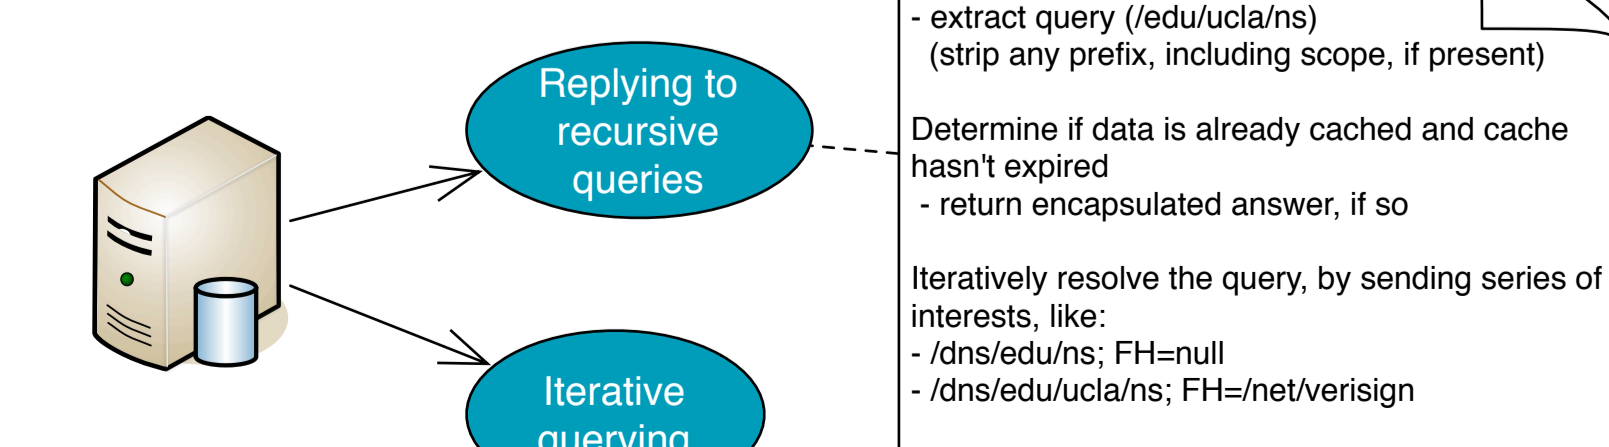 Replying to
recursive
queries
Iterative
querying
- extract query (/edu/ucla/ns)
(strip any prefix, including scope, if present)
Determine if data is already cached and cache
hasn't expired
- return encapsulated answer, if so
Iteratively resolve the query, by sending series of
interests, like:
- /dns/edu/ns; FH=null
- /dns/edu/ucla/ns; FH=/net/verisign